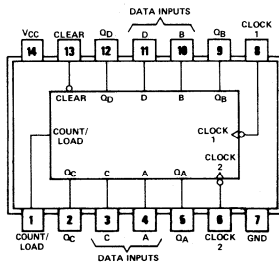 DATA INPUTS
VCC CLEAR QD D B QB CLOCK 1
14 13 12 11 10 9 8
CLEAR QD D B QB
COUNT/ LOAD
CLOCK 1
CLOCK 2
QC C A QA
1 2 3 4 5 6 7
COUNT/ LOAD QC C A QA CLOCK 2 GND
DATA INPUTS